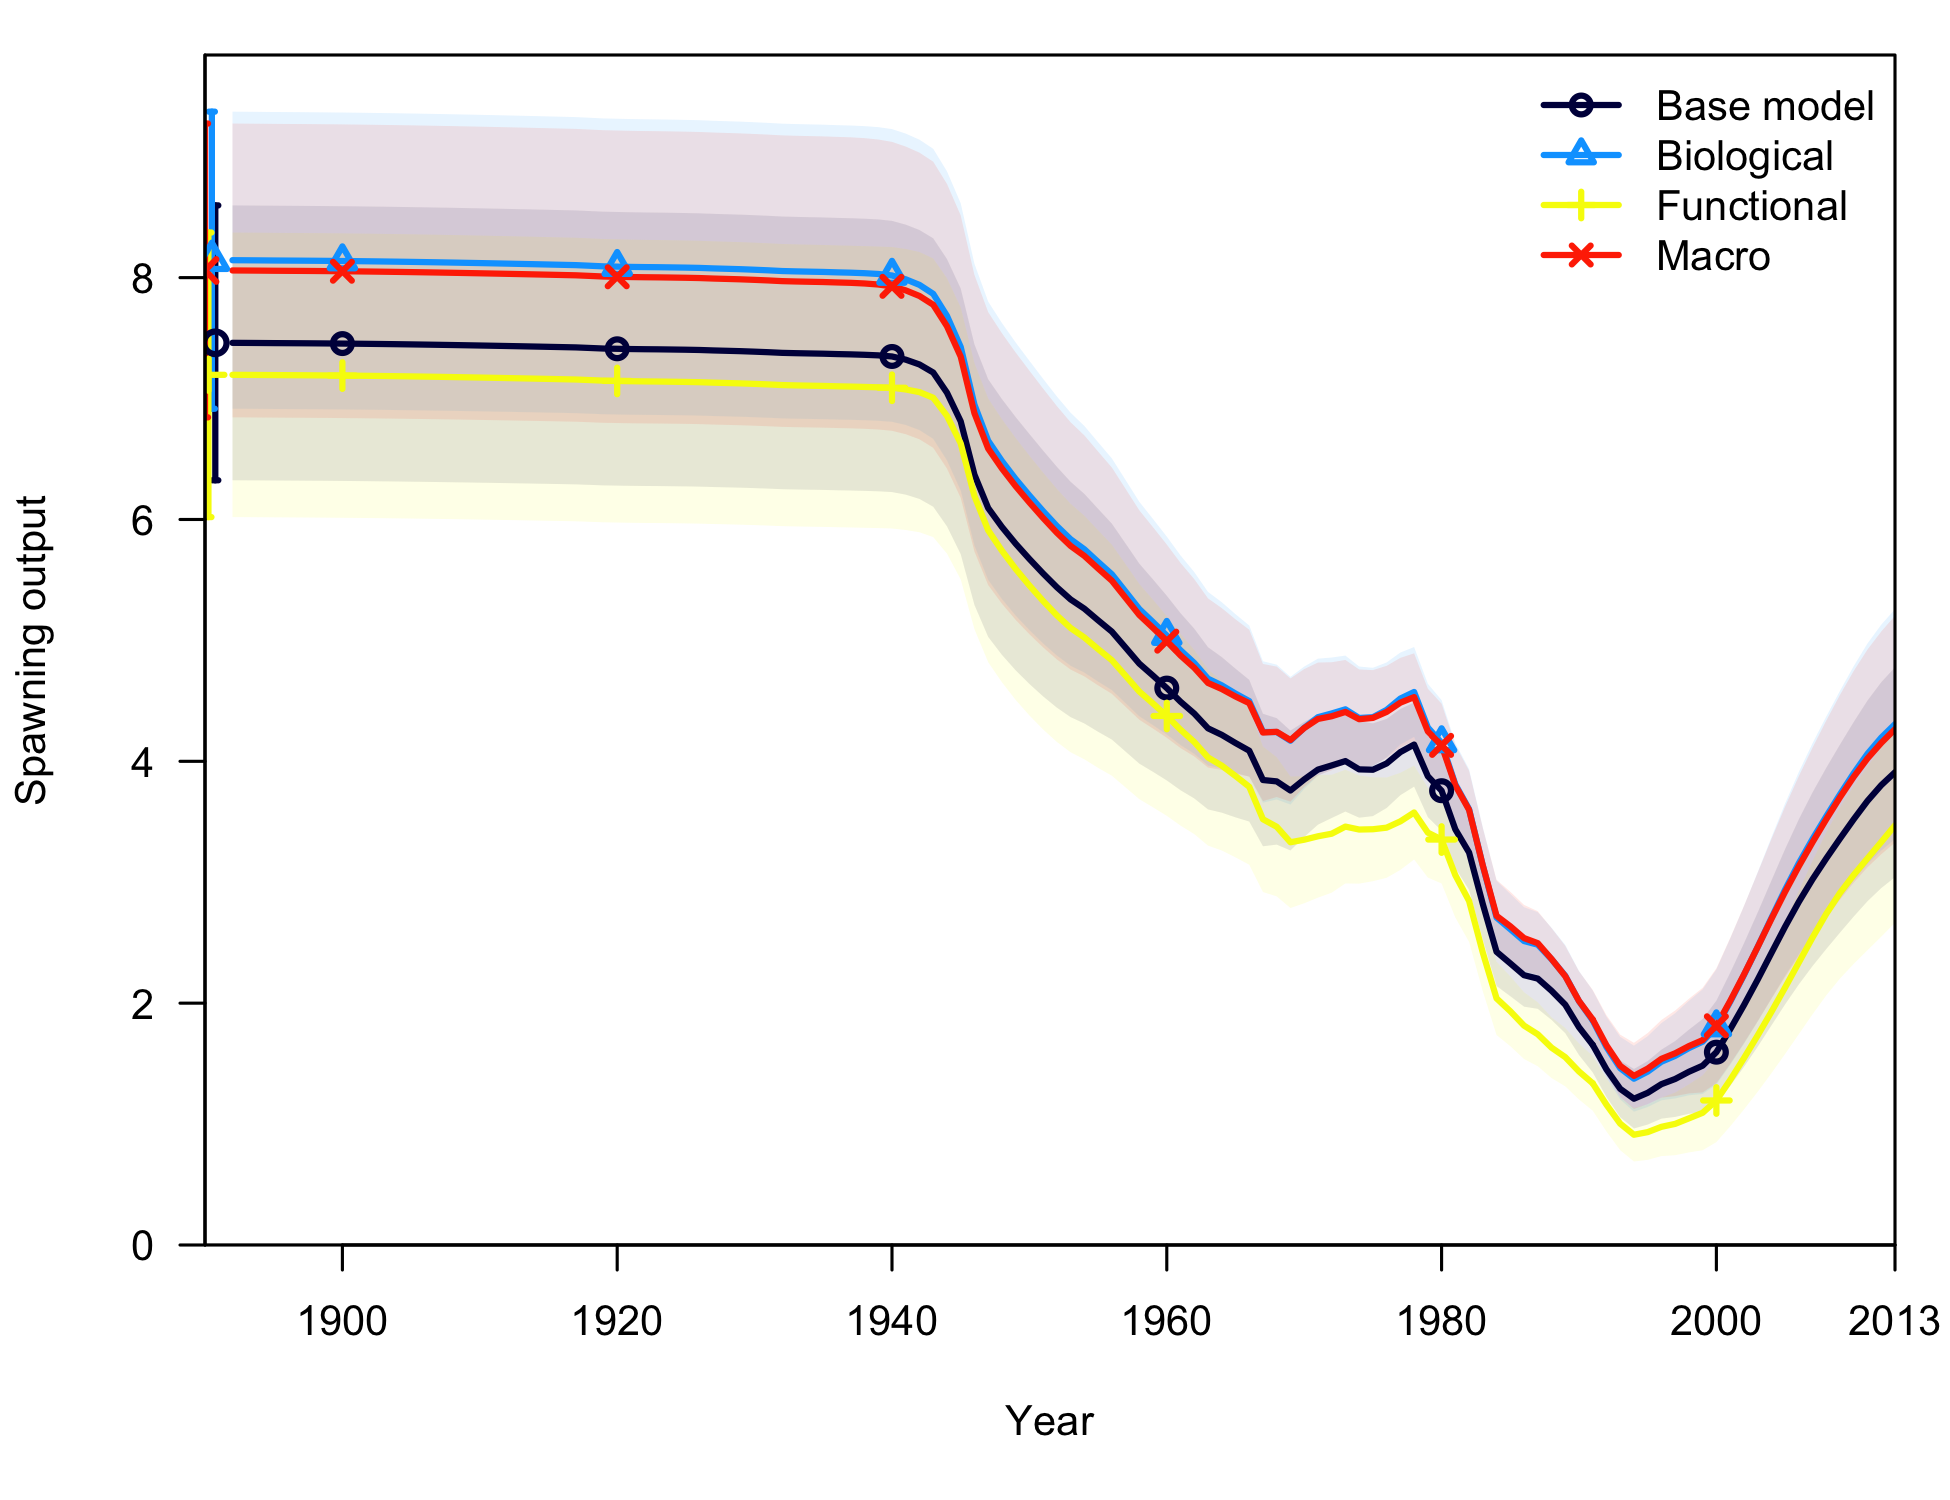 Base model
Biological
Functional
Macro
Spawning output
8
6
4
2
0
1900 1920 1940 1960 1980 2000 2013
Year